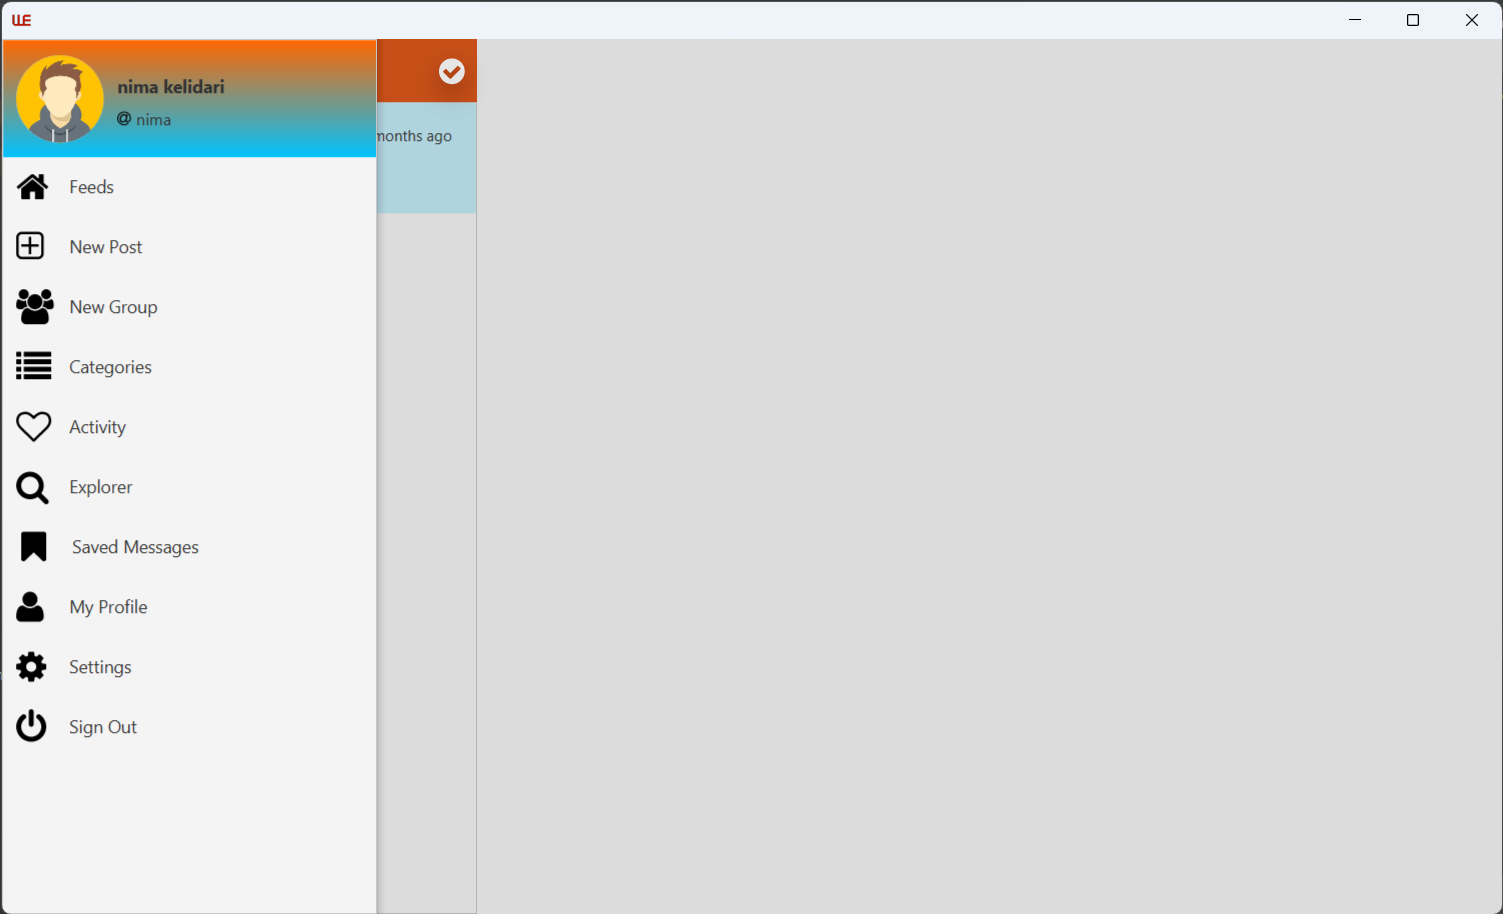 WE
nima kelidari
@ nima
months ago
Feeds
New Post
New Group
Categories
Activity
Explorer
Saved Messages
My Profile
Settings
Sign Out